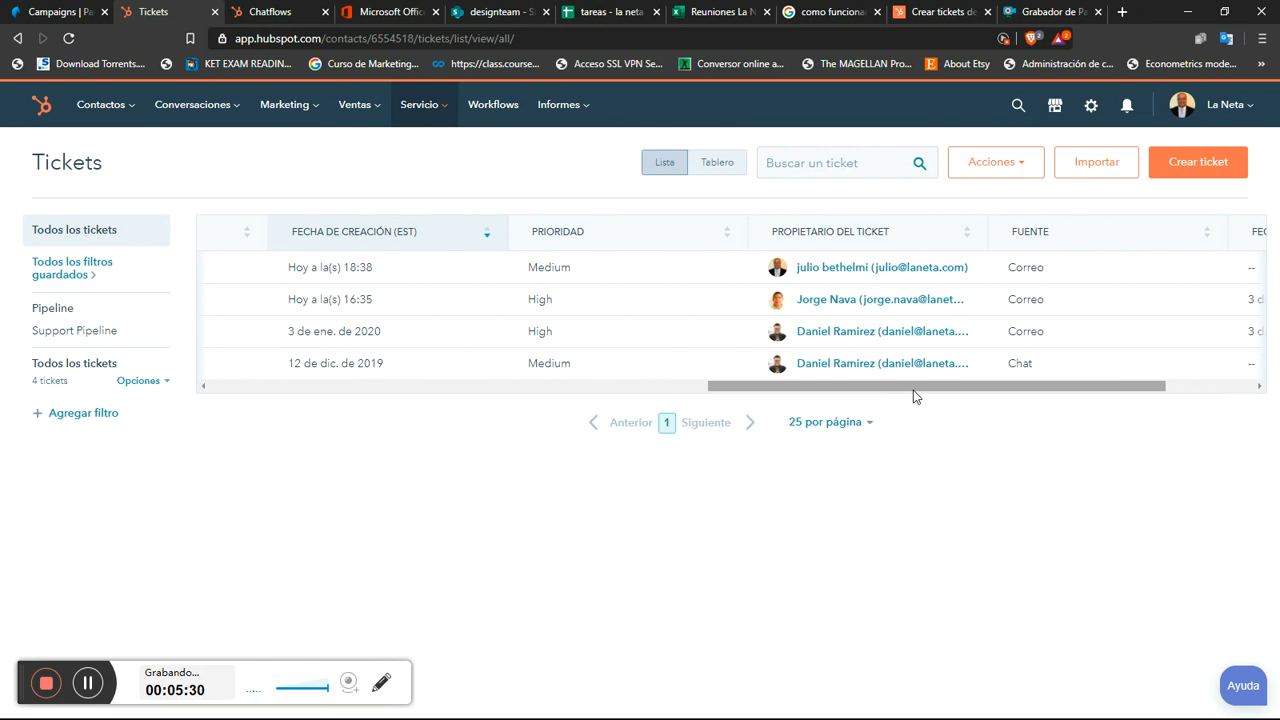 Campaigns | Pa
Tickets
Chatflows
Microsoft Offic
designteam - S
tareas - la neta
Reuniones La N
como funciona
Crear tickets de
Grabador de Pa
app.hubspot.com/contacts/6554518/tickets/list/view/all/
2
2
Download Torrents...
KET EXAM READIN...
Curso de Marketing...
https://class.course...
Acceso SSL VPN Se...
Conversor online a...
The MAGELLAN Pro...
About Etsy
Administración de c...
Econometrics mode...
Contactos
Conversaciones
Marketing
Ventas
Servicio
Workflows
Informes
La Neta
Tickets
Lista
Tablero
Buscar un ticket
Acciones
Importar
Crear ticket
Todos los tickets
Todos los filtros
guardados >
Pipeline
Support Pipeline
Todos los tickets
4 tickets
Opciones
+ Agregar filtro
FECHA DE CREACIÓN (EST)
PRIORIDAD
PROPIETARIO DEL TICKET
FUENTE
FEC
Hoy a la(s) 18:38
Medium
julio bethelmi (julio@laneta.com)
Correo
--
Hoy a la(s) 16:35
High
Jorge Nava (jorge.nava@lanet...
Correo
3 d
3 de ene. de 2020
High
Daniel Ramirez (daniel@laneta....
Correo
3 d
12 de dic. de 2019
Medium
Daniel Ramirez (daniel@laneta....
Chat
--
Anterior
1
Siguiente
25 por página
Grabando...
00:05:30
Ayuda